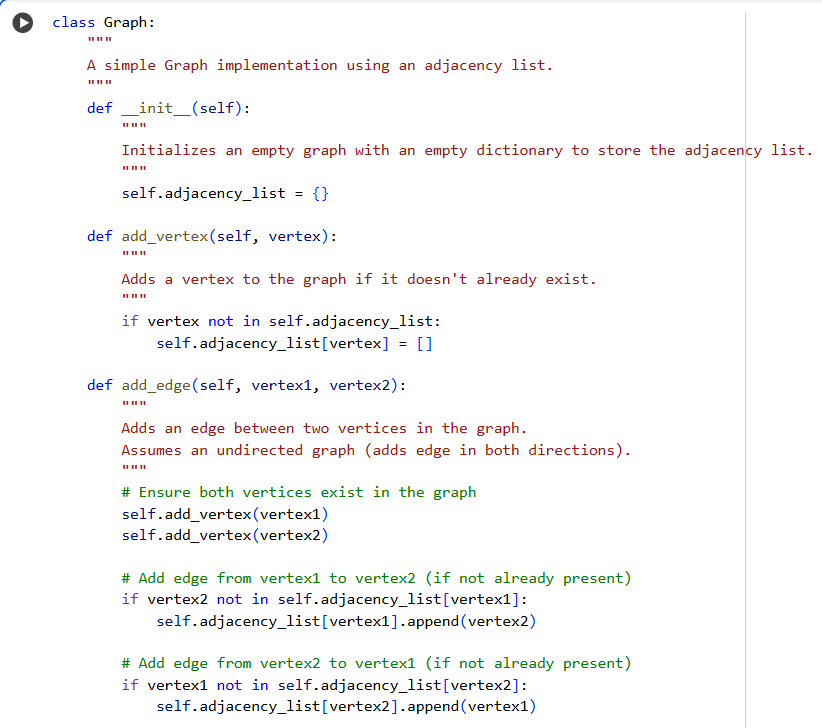 class Graph:
    """
    A simple Graph implementation using an adjacency list.
    """
    def __init__(self):
        """
        Initializes an empty graph with an empty dictionary to store the adjacency list.
        """
        self.adjacency_list = {}

    def add_vertex(self, vertex):
        """
        Adds a vertex to the graph if it doesn't already exist.
        """
        if vertex not in self.adjacency_list:
            self.adjacency_list[vertex] = []

    def add_edge(self, vertex1, vertex2):
        """
        Adds an edge between two vertices in the graph.
        Assumes an undirected graph (adds edge in both directions).
        """
        # Ensure both vertices exist in the graph
        self.add_vertex(vertex1)
        self.add_vertex(vertex2)

        # Add edge from vertex1 to vertex2 (if not already present)
        if vertex2 not in self.adjacency_list[vertex1]:
            self.adjacency_list[vertex1].append(vertex2)

        # Add edge from vertex2 to vertex1 (if not already present)
        if vertex1 not in self.adjacency_list[vertex2]:
            self.adjacency_list[vertex2].append(vertex1)